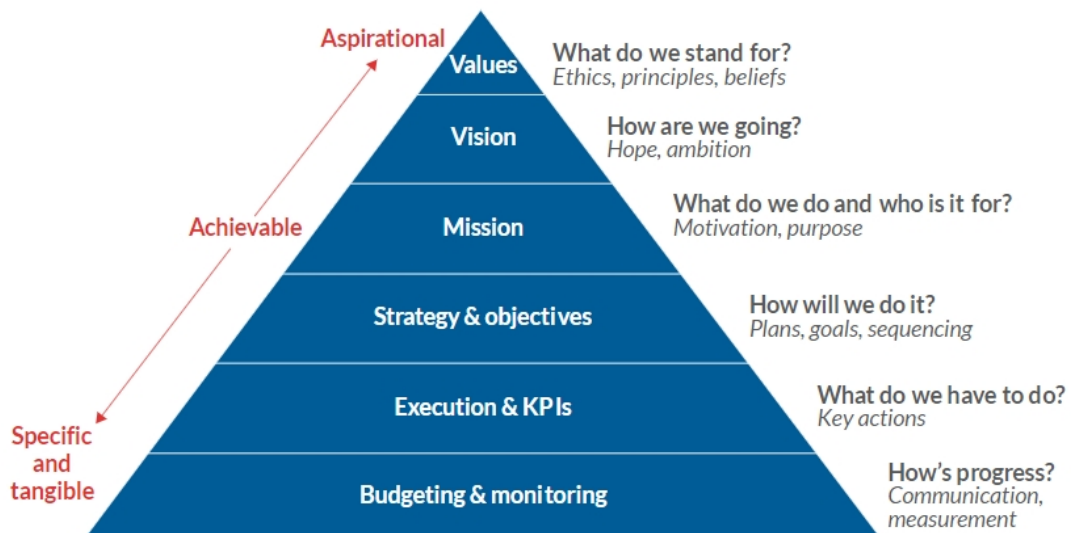 Aspirational
Values
What do we stand for?
Ethics, principles, beliefs
Vision
How are we going?
Hope, ambition
Achievable
Mission
What do we do and who is it for?
Motivation, purpose
Strategy & objectives
How will we do it?
Plans, goals, sequencing
Execution & KPIs
What do we have to do?
Key actions
Specific
and
tangible
Budgeting & monitoring
How's progress?
Communication,
measurement